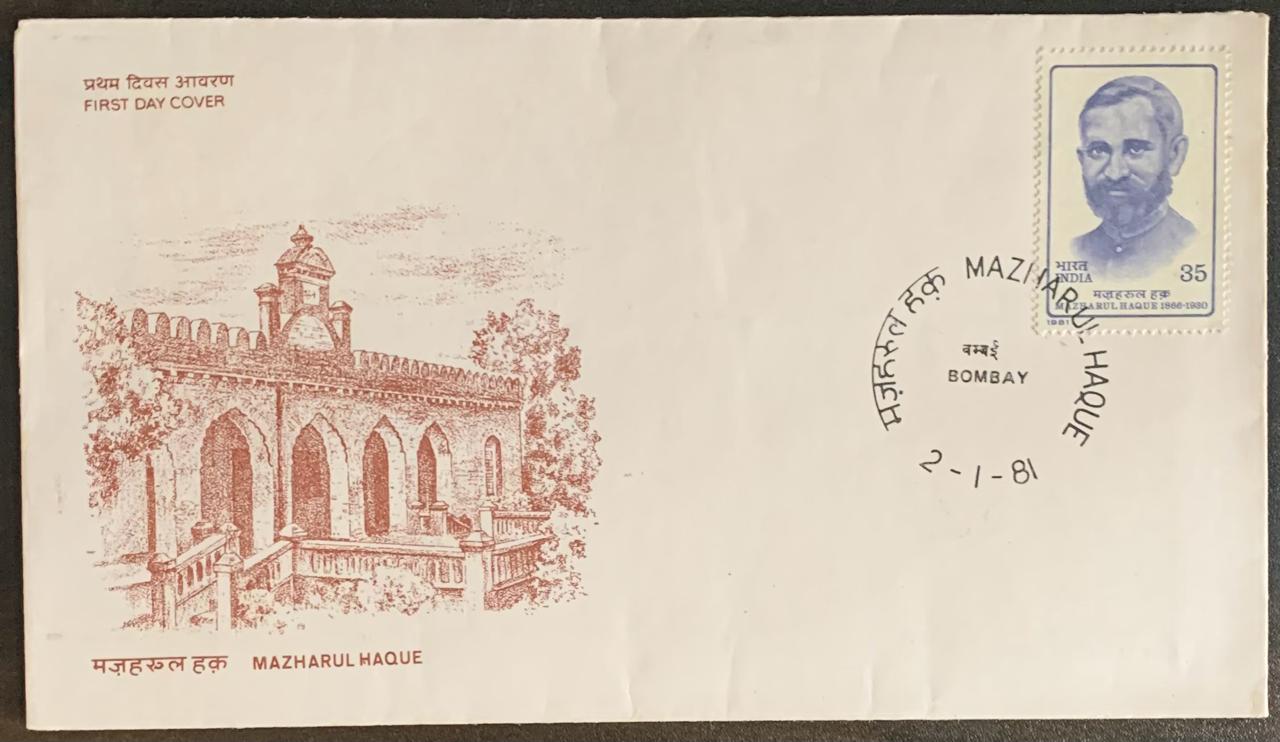 प्रथम दिवस आवरण
FIRST DAY COVER
भारत
INDIA
35
मज़हरुल हक़
MAZHARUL HAQUE 1866-1930
1981
मज़हरुल हक़ MAZHARUL HAQUE
बम्बई
BOMBAY
2-1-81
मज़हरुल हक़ MAZHARUL HAQUE